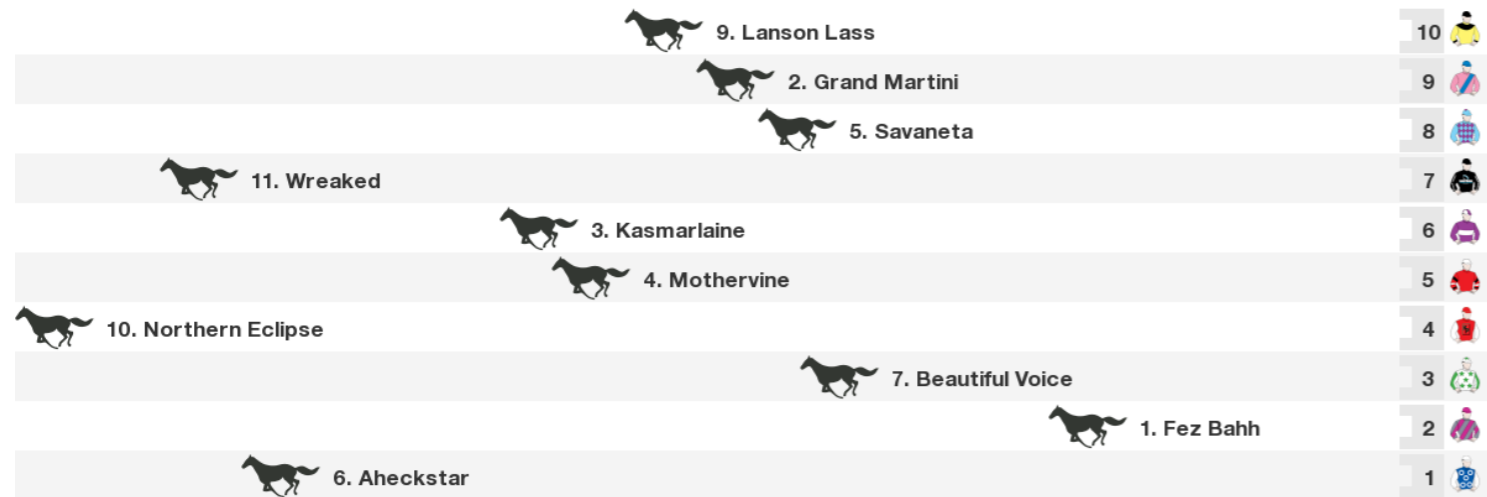 9. Lanson Lass 10
2. Grand Martini 9
5. Savaneta 8
11. Wreaked 7
3. Kasmarlaine 6
4. Mothervine 5
10. Northern Eclipse 4
7. Beautiful Voice 3
1. Fez Bahh 2
6. Aheckstar 1